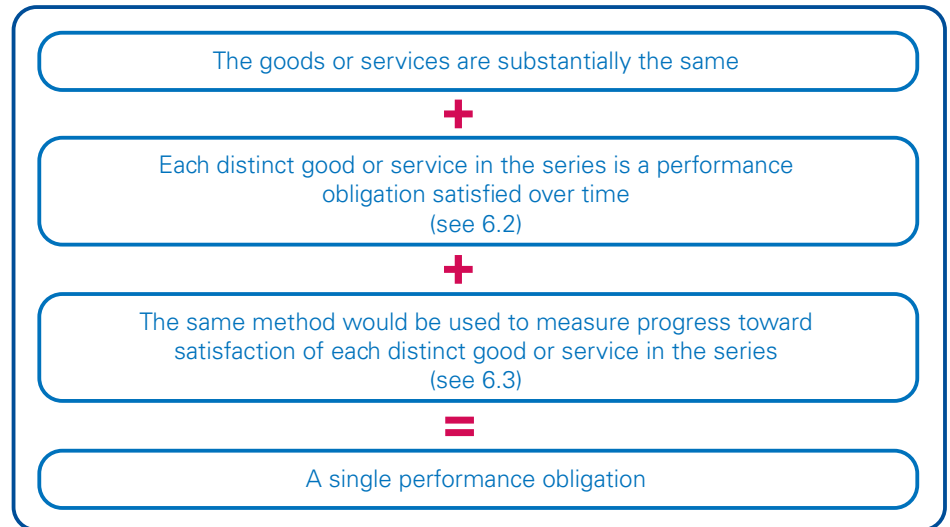 The goods or services are substantially the same
+
Each distinct good or service in the series is a performance
obligation satisfied over time
(see 6.2)
+
The same method would be used to measure progress toward
satisfaction of each distinct good or service in the series
(see 6.3)
=
A single performance obligation